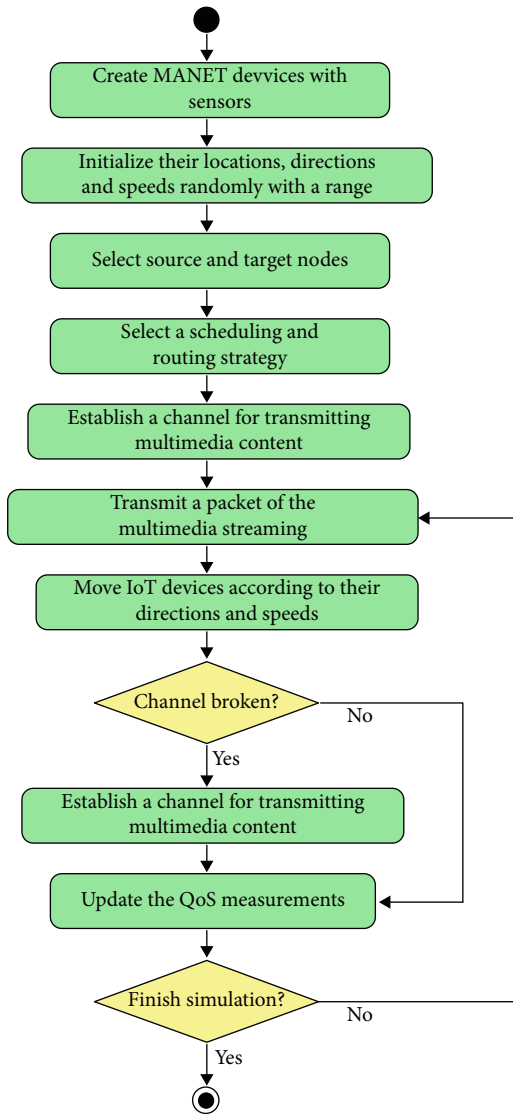 Create MANET devvices with
sensors
Initialize their locations, directions
and speeds randomly with a range
Select source and target nodes
Select a scheduling and
routing strategy
Establish a channel for transmitting
multimedia content
Transmit a packet of the
multimedia streaming
Move IoT devices according to their
directions and speeds
Channel broken?
No
Yes
Establish a channel for transmitting
multimedia content
Update the QoS measurements
Finish simulation?
No
Yes